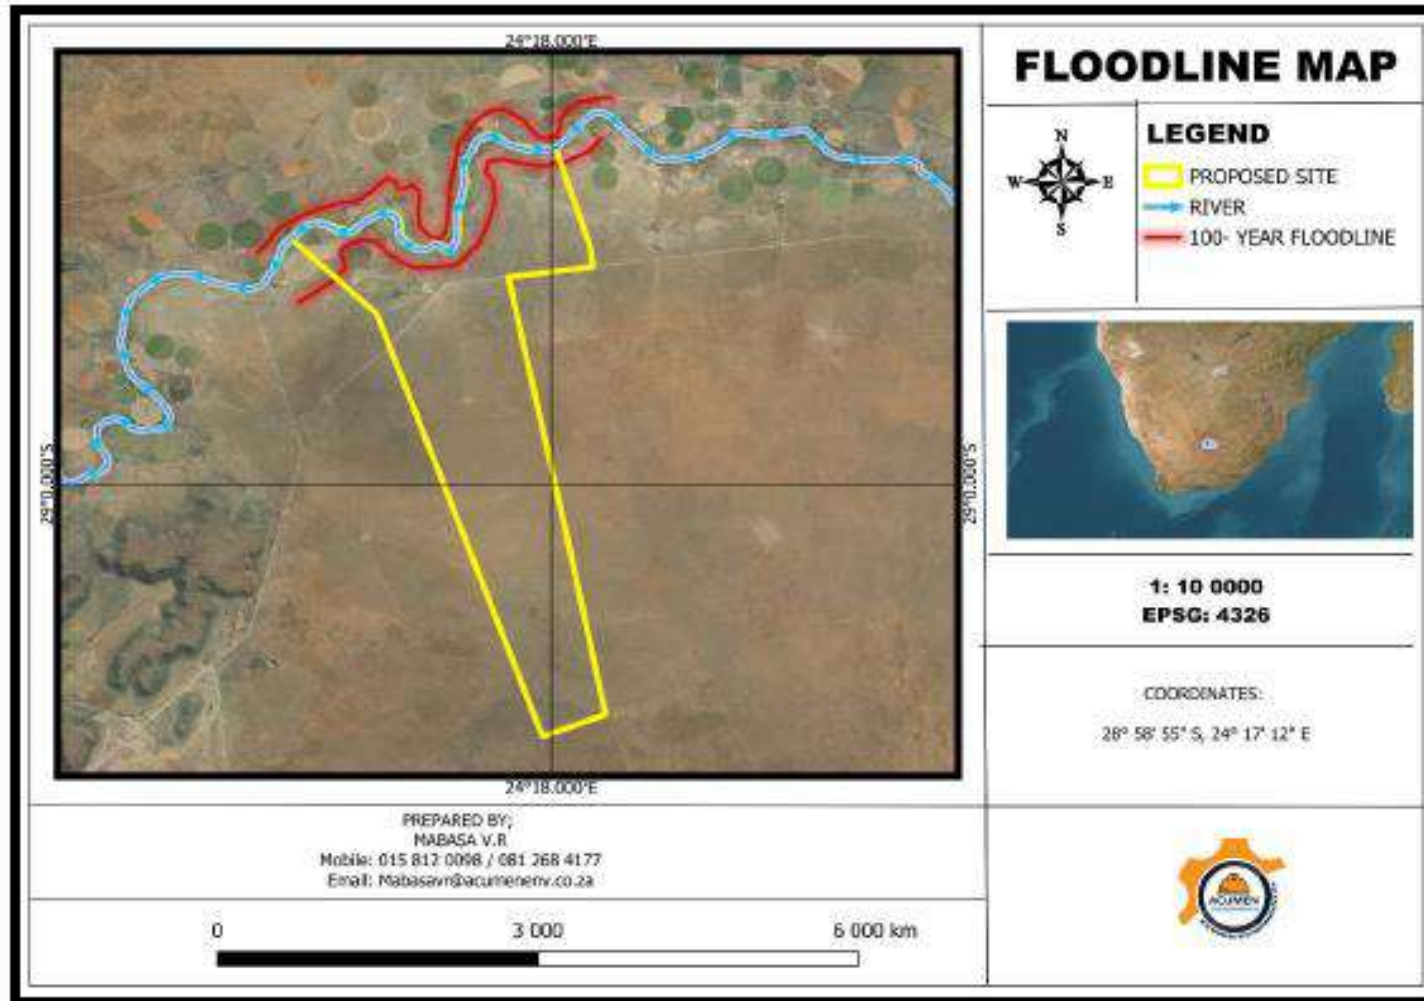 24°18.000'E
29°0.000'S
29°0.000'S
24°18.000'E
FLOODLINE MAP
N
W E
S
LEGEND
PROPOSED SITE
RIVER
100- YEAR FLOODLINE
1: 10 0000
EPSG: 4326
COORDINATES:
28° 58' 55" S, 24° 17' 12" E
PREPARED BY;
MABASA V.R
Mobile: 015 812 0098 / 081 268 4177
Email: Mabasavr@acumenenv.co.za
0 3 000 6 000 km
ACUMEN